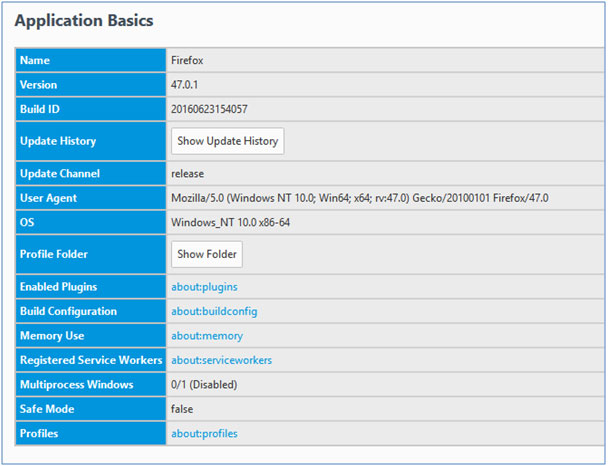 Application Basics
Name Firefox
Version 47.0.1
Build ID 20160623154057
Update History Show Update History
Update Channel release
User Agent Mozilla/5.0 (Windows NT 10.0; Win64; x64; rv:47.0) Gecko/20100101 Firefox/47.0
OS Windows_NT 10.0 x86-64
Profile Folder Show Folder
Enabled Plugins about:plugins
Build Configuration about:buildconfig
Memory Use about:memory
Registered Service Workers about:serviceworkers
Multiprocess Windows 0/1 (Disabled)
Safe Mode false
Profiles about:profiles